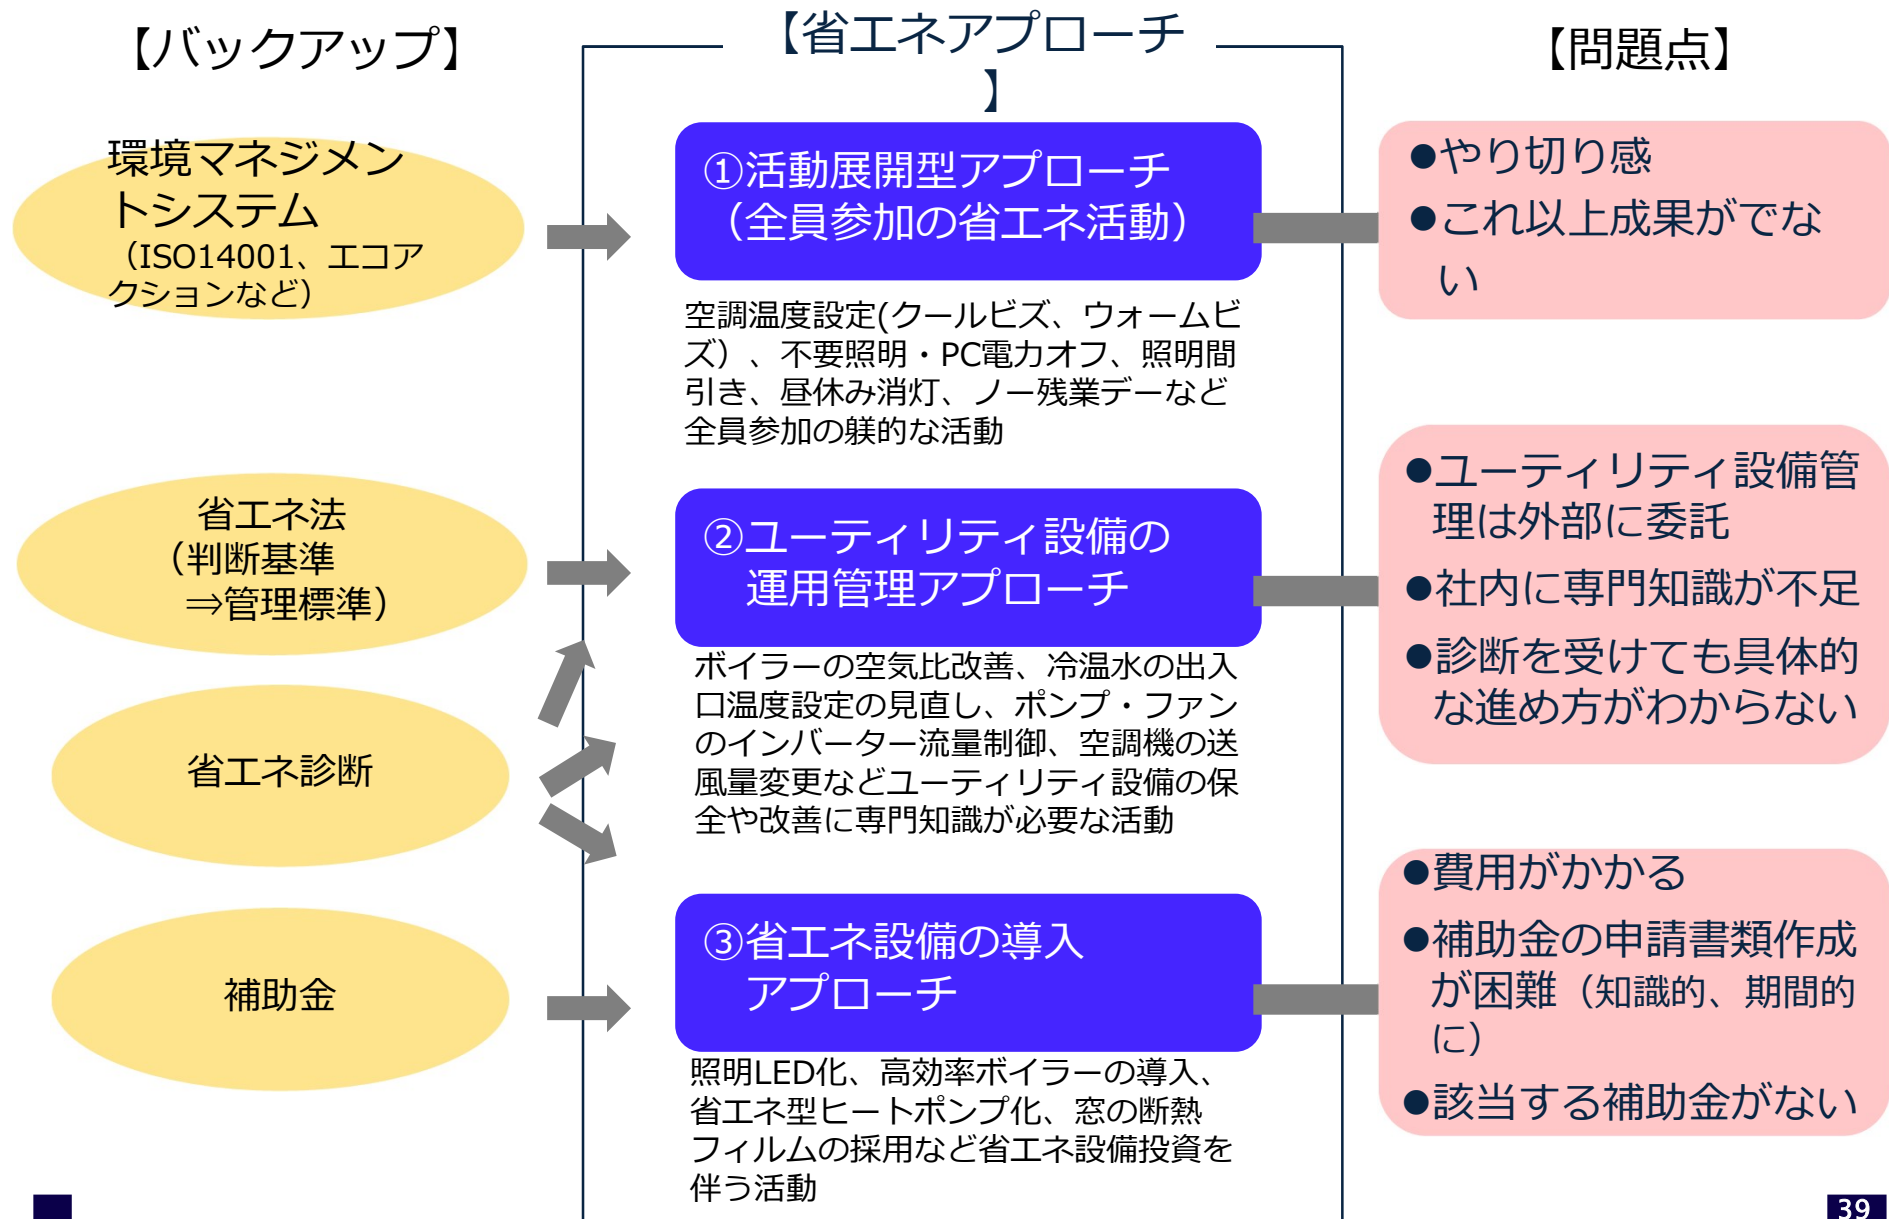 【バックアップ】
環境マネジメン
トシステム
（ISO14001、エコア
クションなど）
省エネ法
（判断基準
⇒管理標準）
省エネ診断
補助金
【省エネアプローチ
】
①活動展開型アプローチ
（全員参加の省エネ活動）
空調温度設定(クールビズ、ウォームビ
ズ）、不要照明・PC電力オフ、照明間
引き、昼休み消灯、ノー残業デーなど
全員参加の躾的な活動
②ユーティリティ設備の
運用管理アプローチ
ボイラーの空気比改善、冷温水の出入
口温度設定の見直し、ポンプ・ファン
のインバーター流量制御、空調機の送
風量変更などユーティリティ設備の保
全や改善に専門知識が必要な活動
③省エネ設備の導入
アプローチ
照明LED化、高効率ボイラーの導入、
省エネ型ヒートポンプ化、窓の断熱
フィルムの採用など省エネ設備投資を
伴う活動
【問題点】
●やり切り感
●これ以上成果がでな
い
●ユーティリティ設備管
理は外部に委託
●社内に専門知識が不足
●診断を受けても具体的
な進め方がわからない
●費用がかかる
●補助金の申請書類作成
が困難（知識的、期間的
に）
●該当する補助金がない
39